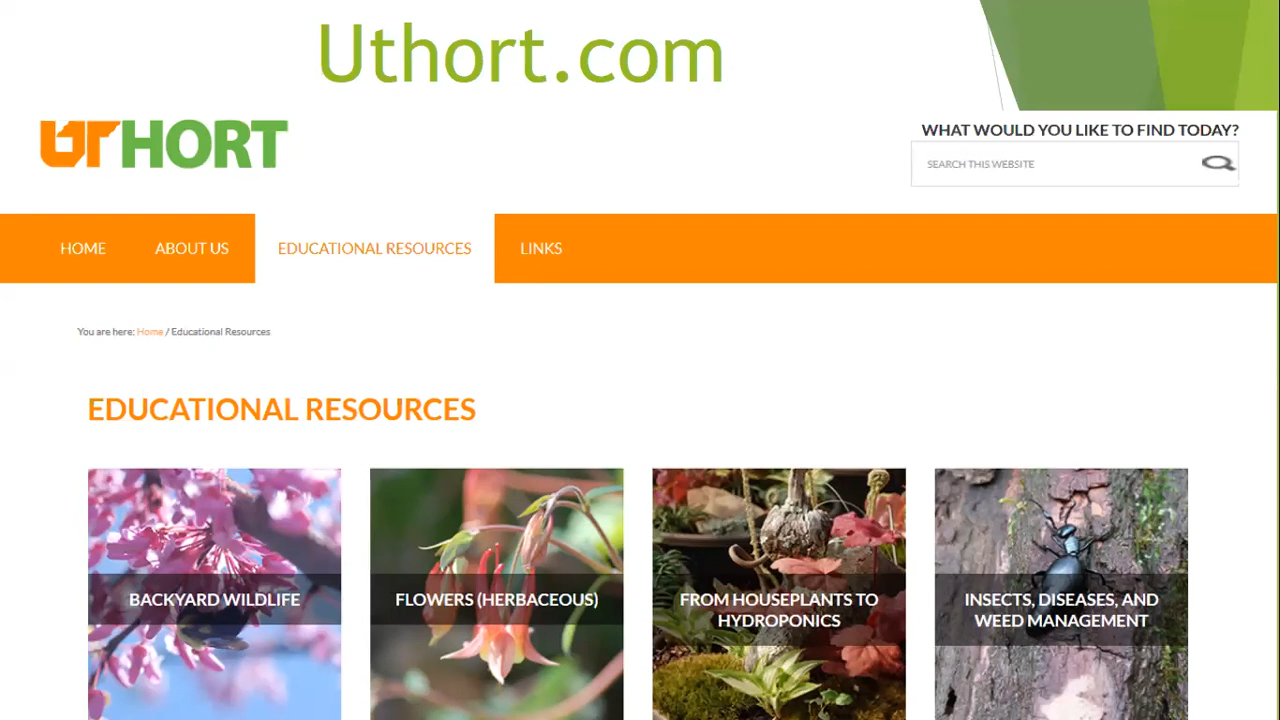 Uthort.com
UTHORT
WHAT WOULD YOU LIKE TO FIND TODAY?
SEARCH THIS WEBSITE
HOME
ABOUT US
EDUCATIONAL RESOURCES
LINKS
You are here: Home / Educational Resources
EDUCATIONAL RESOURCES
BACKYARD WILDLIFE
FLOWERS (HERBACEOUS)
FROM HOUSEPLANTS TO
HYDROPONICS
INSECTS, DISEASES, AND
WEED MANAGEMENT